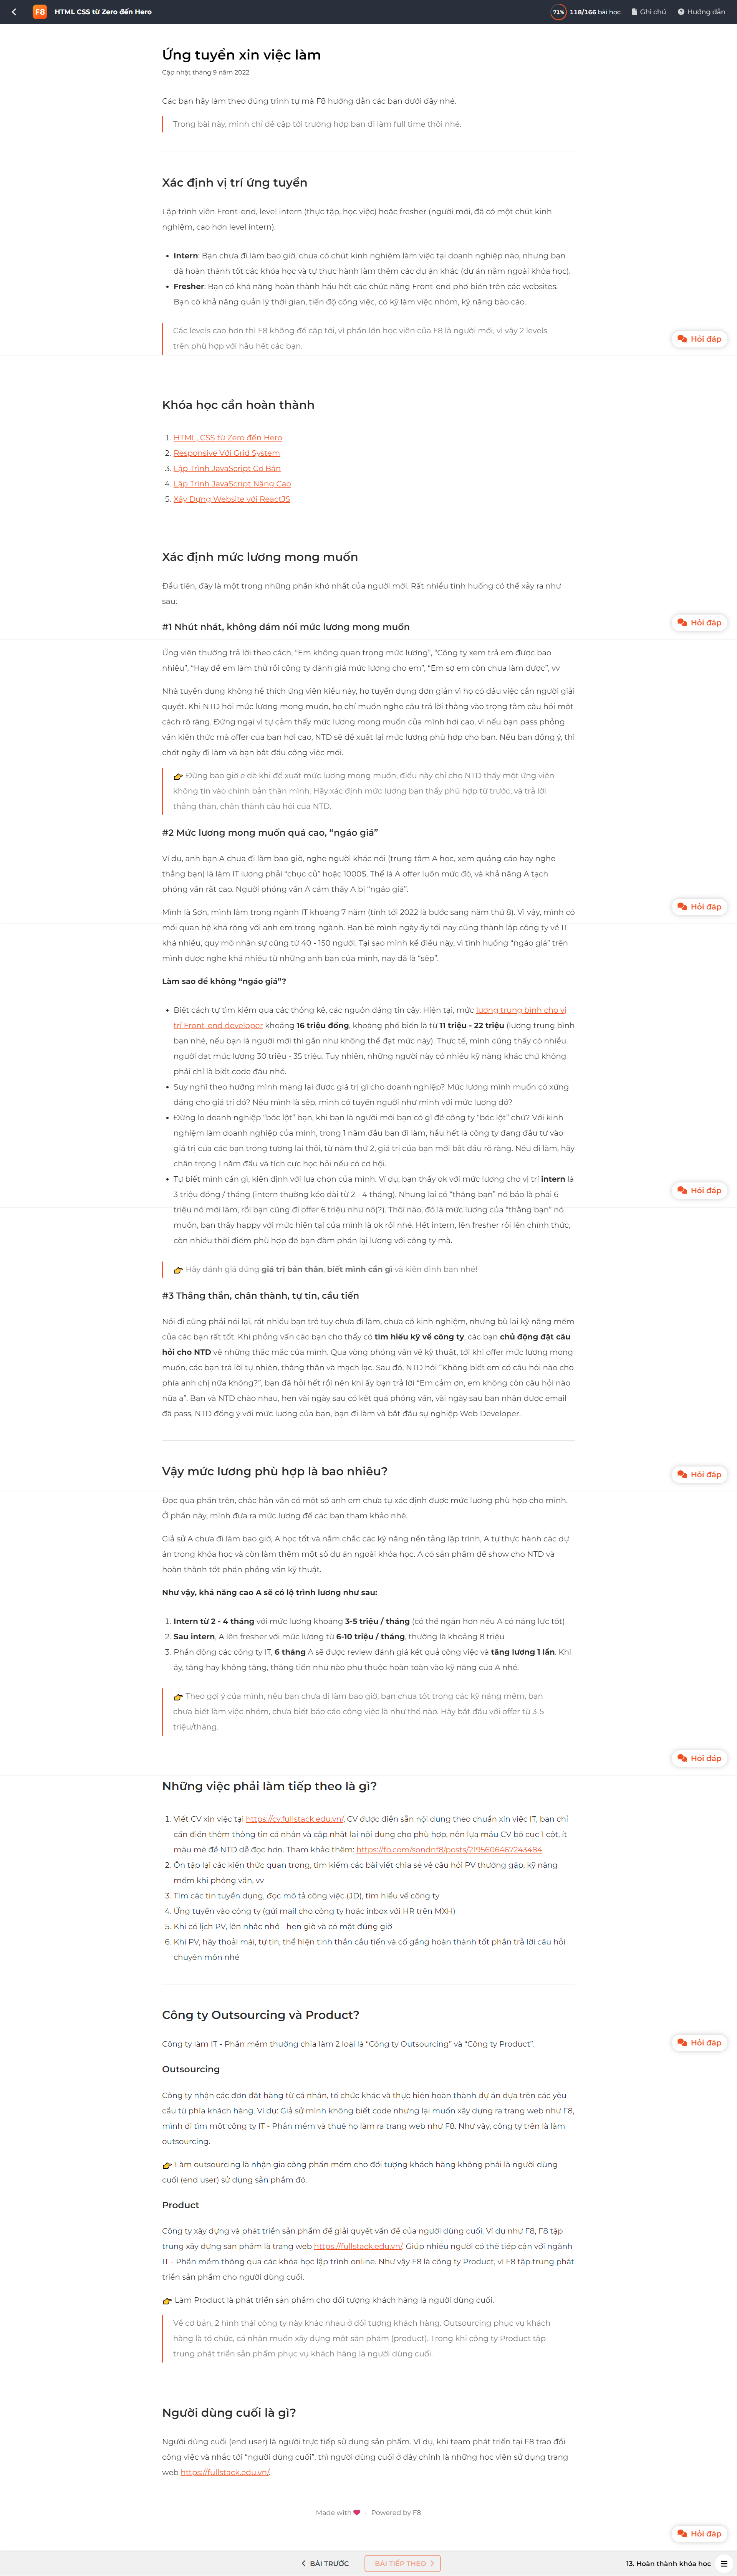 F8 HTML CSS từ Zero đến Hero 71% 118/166 bài học Ghi chú Hướng dẫn
Ứng tuyển xin việc làm
Cập nhật tháng 9 năm 2022
Các bạn hãy làm theo đúng trình tự mà F8 hướng dẫn các bạn dưới đây nhé.
Trong bài này, mình chỉ đề cập tới trường hợp bạn đi làm full time thôi nhé.
Xác định vị trí ứng tuyển
Lập trình viên Front-end, level intern (thực tập, học việc) hoặc fresher (người mới, đã có một chút kinh
nghiệm, cao hơn level intern).
• Intern: Bạn chưa đi làm bao giờ, chưa có chút kinh nghiệm làm việc tại doanh nghiệp nào, nhưng bạn
đã hoàn thành tốt các khóa học và tự thực hành làm thêm các dự án khác (dự án nằm ngoài khóa học).
• Fresher: Bạn có khả năng hoàn thành hầu hết các chức năng Front-end phổ biến trên các websites.
Bạn có khả năng quản lý thời gian, tiến độ công việc, có kỹ làm việc nhóm, kỹ năng báo cáo.
Các levels cao hơn thì F8 không đề cập tới, vì phần lớn học viên của F8 là người mới, vì vậy 2 levels
trên phù hợp với hầu hết các bạn.
Hỏi đáp
Khóa học cần hoàn thành
1. HTML, CSS từ Zero đến Hero
2. Responsive Với Grid System
3. Lập Trình JavaScript Cơ Bản
4. Lập Trình JavaScript Nâng Cao
5. Xây Dựng Website với ReactJS
Xác định mức lương mong muốn
Đầu tiên, đây là một trong những phần khó nhất của người mới. Rất nhiều tình huống có thể xảy ra như
sau:
Hỏi đáp
#1 Nhút nhát, không dám nói mức lương mong muốn
Ứng viên thường trả lời theo cách, “Em không quan trọng mức lương”, “Công ty xem trả em được bao
nhiêu”, “Hay để em làm thử rồi công ty đánh giá mức lương cho em”, “Em sợ em còn chưa làm được”, vv
Nhà tuyển dụng không hề thích ứng viên kiểu này, họ tuyển dụng đơn giản vì họ có đầu việc cần người giải
quyết. Khi NTD hỏi mức lương mong muốn, họ chỉ muốn nghe câu trả lời thẳng vào trọng tâm câu hỏi một
cách rõ ràng. Đừng ngại vì tự cảm thấy mức lương mong muốn của mình hơi cao, vì nếu bạn pass phỏng
vấn kiến thức mà offer của bạn hơi cao, NTD sẽ đề xuất lại mức lương phù hợp cho bạn. Nếu bạn đồng ý, thì
chốt ngày đi làm và bạn bắt đầu công việc mới.
👉 Đừng bao giờ e dè khi đề xuất mức lương mong muốn, điều này chỉ cho NTD thấy một ứng viên
không tin vào chính bản thân mình. Hãy xác định mức lương bạn thấy phù hợp từ trước, và trả lời
thẳng thắn, chân thành câu hỏi của NTD.
#2 Mức lương mong muốn quá cao, “ngáo giá”
Ví dụ, anh bạn A chưa đi làm bao giờ, nghe người khác nói (trung tâm A học, xem quảng cáo hay nghe
thằng bạn) là làm IT lương phải “chục củ” hoặc 1000$. Thế là A offer luôn mức đó, và khả năng A tạch
phỏng vấn rất cao. Người phỏng vấn A cảm thấy A bị “ngáo giá”.
Hỏi đáp
Mình là Sơn, mình làm trong ngành IT khoảng 7 năm (tính tới 2022 là bước sang năm thứ 8). Vì vậy, mình có
mối quan hệ khá rộng với anh em trong ngành. Bạn bè mình ngày ấy tới nay cũng thành lập công ty về IT
khá nhiều, quy mô nhân sự cũng từ 40 - 150 người. Tại sao mình kể điều này, vì tình huống “ngáo giá” trên
mình được nghe khá nhiều từ những anh bạn của mình, nay đã là “sếp”.
Làm sao để không “ngáo giá”?
• Biết cách tự tìm kiếm qua các thống kê, các nguồn đáng tin cậy. Hiện tại, mức lương trung bình cho vị
trí Front-end developer khoảng 16 triệu đồng, khoảng phổ biến là từ 11 triệu - 22 triệu (lương trung bình
bạn nhé, nếu bạn là người mới thì gần như không thể đạt mức này). Thực tế, mình cũng thấy có nhiều
người đạt mức lương 30 triệu - 35 triệu. Tuy nhiên, những người này có nhiều kỹ năng khác chứ không
phải chỉ là biết code đâu nhé.
• Suy nghĩ theo hướng mình mang lại được giá trị gì cho doanh nghiệp? Mức lương mình muốn có xứng
đáng cho giá trị đó? Nếu mình là sếp, mình có tuyển người như mình với mức lương đó?
• Đừng lo doanh nghiệp “bóc lột” bạn, khi bạn là người mới bạn có gì để công ty “bóc lột” chứ? Với kinh
nghiệm làm doanh nghiệp của mình, trong 1 năm đầu bạn đi làm, hầu hết là công ty đang đầu tư vào
giá trị của các bạn trong tương lai thôi, từ năm thứ 2, giá trị của bạn mới bắt đầu rõ ràng. Nếu đi làm, hãy
chân trọng 1 năm đầu và tích cực học hỏi nếu có cơ hội.
• Tự biết mình cần gì, kiên định với lựa chọn của mình. Ví dụ, bạn thấy ok với mức lương cho vị trí intern là
3 triệu đồng / tháng (intern thường kéo dài từ 2 - 4 tháng). Nhưng lại có “thằng bạn” nó bảo là phải 6
triệu nó mới làm, rồi bạn cũng đi offer 6 triệu như nó(?). Thôi nào, đó là mức lương của “thằng bạn” nó
muốn, bạn thấy happy với mức hiện tại của mình là ok rồi nhé. Hết intern, lên fresher rồi lên chính thức,
còn nhiều thời điểm phù hợp để bạn đàm phán lại lương với công ty mà.
Hỏi đáp
👉 Hãy đánh giá đúng giá trị bản thân, biết mình cần gì và kiên định bạn nhé!
#3 Thẳng thắn, chân thành, tự tin, cầu tiến
Nói đi cũng phải nói lại, rất nhiều bạn trẻ tuy chưa đi làm, chưa có kinh nghiệm, nhưng bù lại kỹ năng mềm
của các bạn rất tốt. Khi phỏng vấn các bạn cho thấy có tìm hiểu kỹ về công ty, các bạn chủ động đặt câu
hỏi cho NTD về những thắc mắc của mình. Qua vòng phỏng vấn về kỹ thuật, tới khi offer mức lương mong
muốn, các bạn trả lời tự nhiên, thẳng thắn và mạch lạc. Sau đó, NTD hỏi “Không biết em có câu hỏi nào cho
phía anh chị nữa không?”, bạn đã hỏi hết rồi nên khi ấy bạn trả lời “Em cảm ơn, em không còn câu hỏi nào
nữa ạ”. Bạn và NTD chào nhau, hẹn vài ngày sau có kết quả phỏng vấn, vài ngày sau bạn nhận được email
đã pass, NTD đồng ý với mức lương của bạn, bạn đi làm và bắt đầu sự nghiệp Web Developer.
Vậy mức lương phù hợp là bao nhiêu?
Hỏi đáp
Đọc qua phần trên, chắc hẳn vẫn có một số anh em chưa tự xác định được mức lương phù hợp cho mình.
Ở phần này, mình đưa ra mức lương để các bạn tham khảo nhé.
Giả sử A chưa đi làm bao giờ, A học tốt và nắm chắc các kỹ năng nền tảng lập trình, A tự thực hành các dự
án trong khóa học và còn làm thêm một số dự án ngoài khóa học. A có sản phẩm để show cho NTD và
hoàn thành tốt phần phỏng vấn kỹ thuật.
Như vậy, khả năng cao A sẽ có lộ trình lương như sau:
1. Intern từ 2 - 4 tháng với mức lương khoảng 3-5 triệu / tháng (có thể ngắn hơn nếu A có năng lực tốt)
2. Sau intern, A lên fresher với mức lương từ 6-10 triệu / tháng, thường là khoảng 8 triệu
3. Phần đông các công ty IT, 6 tháng A sẽ được review đánh giá kết quả công việc và tăng lương 1 lần. Khi
ấy, tăng hay không tăng, thăng tiến như nào phụ thuộc hoàn toàn vào kỹ năng của A nhé.
👉 Theo gợi ý của mình, nếu bạn chưa đi làm bao giờ, bạn chưa tốt trong các kỹ năng mềm, bạn
chưa biết làm việc nhóm, chưa biết báo cáo công việc là như thế nào. Hãy bắt đầu với offer từ 3-5
triệu/tháng.
Hỏi đáp
Những việc phải làm tiếp theo là gì?
1. Viết CV xin việc tại https://cv.fullstack.edu.vn/, CV được điền sẵn nội dung theo chuẩn xin việc IT, bạn chỉ
cần điền thêm thông tin cá nhân và cập nhật lại nội dung cho phù hợp, nên lựa mẫu CV bố cục 1 cột, ít
màu mè để NTD dễ đọc hơn. Tham khảo thêm: https://fb.com/sondnf8/posts/2195606467243484
2. Ôn tập lại các kiến thức quan trọng, tìm kiếm các bài viết chia sẻ về câu hỏi PV thường gặp, kỹ năng
mềm khi phỏng vấn, vv
3. Tìm các tin tuyển dụng, đọc mô tả công việc (JD), tìm hiểu về công ty
4. Ứng tuyển vào công ty (gửi mail cho công ty hoặc inbox với HR trên MXH)
5. Khi có lịch PV, lên nhắc nhở - hẹn giờ và có mặt đúng giờ
6. Khi PV, hãy thoải mái, tự tin, thể hiện tinh thần cầu tiến và cố gắng hoàn thành tốt phần trả lời câu hỏi
chuyên môn nhé
Công ty Outsourcing và Product?
Hỏi đáp
Công ty làm IT - Phần mềm thường chia làm 2 loại là “Công ty Outsourcing” và “Công ty Product”.
Outsourcing
Công ty nhận các đơn đặt hàng từ cá nhân, tổ chức khác và thực hiện hoàn thành dự án dựa trên các yêu
cầu từ phía khách hàng. Ví dụ: Giả sử mình không biết code nhưng lại muốn xây dựng ra trang web như F8,
mình đi tìm một công ty IT - Phần mềm và thuê họ làm ra trang web như F8. Như vậy, công ty trên là làm
outsourcing.
👉 Làm outsourcing là nhận gia công phần mềm cho đối tượng khách hàng không phải là người dùng
cuối (end user) sử dụng sản phẩm đó.
Product
Công ty xây dựng và phát triển sản phẩm để giải quyết vấn đề của người dùng cuối. Ví dụ như F8, F8 tập
trung xây dựng sản phẩm là trang web https://fullstack.edu.vn/. Giúp nhiều người có thể tiếp cận với ngành
IT - Phần mềm thông qua các khóa học lập trình online. Như vậy F8 là công ty Product, vì F8 tập trung phát
triển sản phẩm cho người dùng cuối.
👉 Làm Product là phát triển sản phẩm cho đối tượng khách hàng là người dùng cuối.
Về cơ bản, 2 hình thái công ty này khác nhau ở đối tượng khách hàng. Outsourcing phục vụ khách
hàng là tổ chức, cá nhân muốn xây dựng một sản phẩm (product). Trong khi công ty Product tập
trung phát triển sản phẩm phục vụ khách hàng là người dùng cuối.
Người dùng cuối là gì?
Người dùng cuối (end user) là người trực tiếp sử dụng sản phẩm. Ví dụ, khi team phát triển tại F8 trao đổi
công việc và nhắc tới “người dùng cuối”, thì người dùng cuối ở đây chính là những học viên sử dụng trang
web https://fullstack.edu.vn/.
Made with ❤ · Powered by F8
Hỏi đáp
BÀI TRƯỚC BÀI TIẾP THEO 13. Hoàn thành khóa học